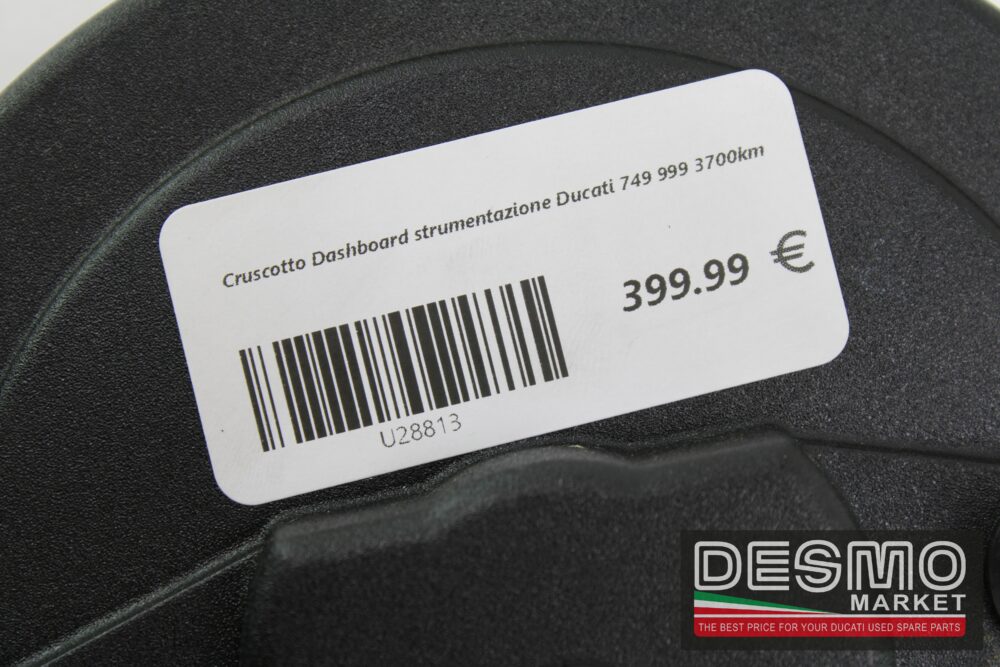 Cruscotto Dashboard strumentazione Ducati 749 999 3700km
399.99 €
U28813
DESMO
MARKET
THE BEST PRICE FOR YOUR DUCATI USED SPARE PARTS